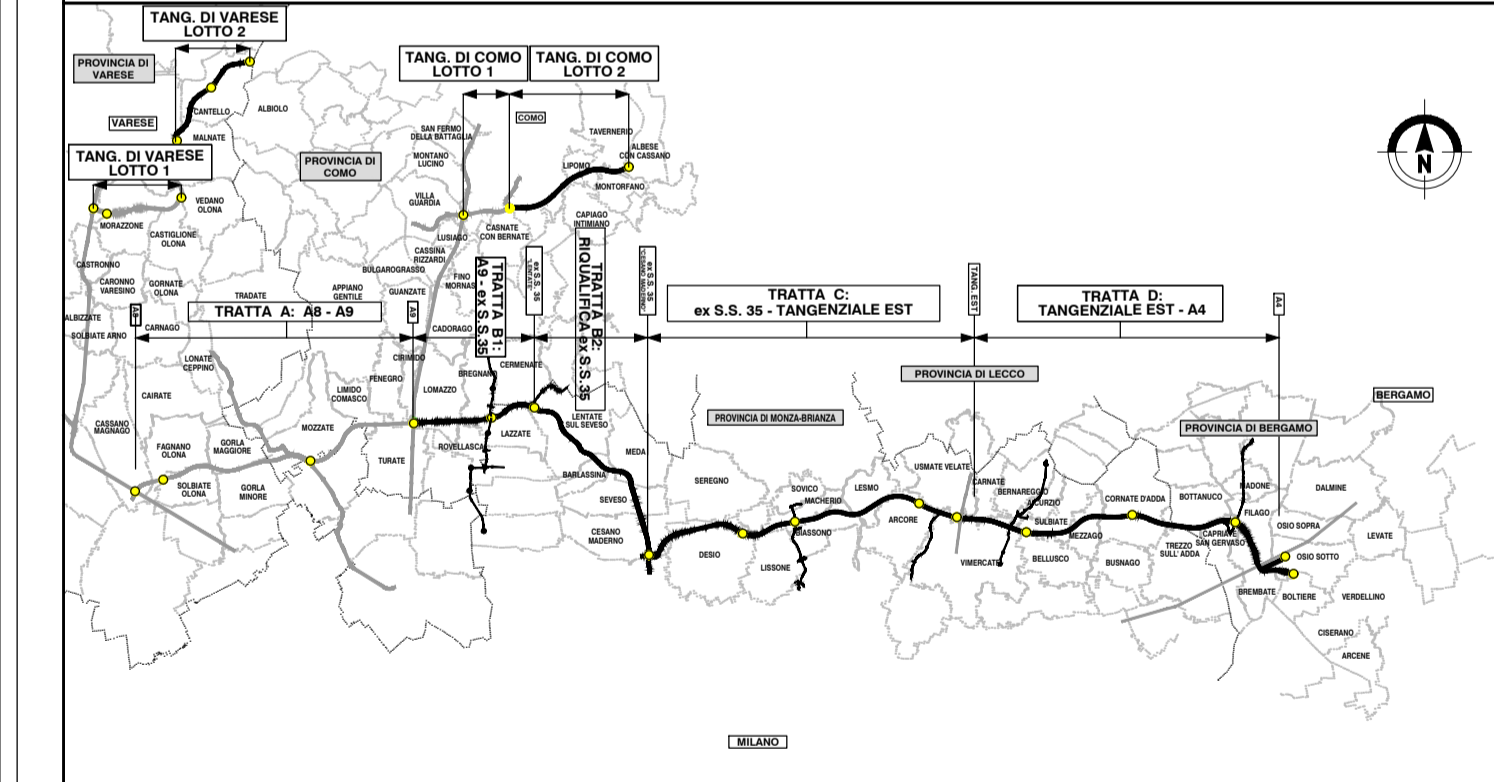 TANG. DI VARESE
LOTTO 2
PROVINCIA DI
VARESE
TANG. DI COMO
LOTTO 1
TANG. DI COMO
LOTTO 2
CANTELLO
ALBIOLO
VARESE
MALNATE
COMO
SAN FERMO
DELLA BATTAGLIA
TAVERNERIO
ALBESE
CON CASSANO
TANG. DI VARESE
LOTTO 1
PROVINCIA DI
COMO
MONTANO
LUCINO
LIPOMO
MONTORFANO
N
VILLA
GUARDIA
VEDANO
OLONA
MORAZZONE
CASTIGLIONE
OLONA
CAPIAGO
INTIMIANO
LUSIAGO
CASNATE
CON BERNATE
CASSINA
RIZZARDI
CASTRONNO
BULGAROGRASSO
CARONNO
VARESINO
GORNATE
OLONA
TRADATE
APPIANO
GENTILE
GUANZATE
FINO
MORNAS
TRATTA B1:
A9 - ex S.S.35
ex S.S. 35
LENTATE
TRATTA B2:
RIQUALIFICA ex S.S.35
ex S.S. 35
CESANO MADERNO
TRATTA C:
ex S.S. 35 - TANGENZIALE EST
TANG. EST
TRATTA D:
TANGENZIALE EST - A4
A4
A8
TRATTA A: A8 - A9
A9
ALBIZZATE
SOLBIATE ARNO
CARNAGO
CADORAGO
LONATE
CEPPINO
CIRIMIDO
FENEGRO
LIMIDO
COMASCO
LOMAZZO
BREGNANO
CERMENATE
PROVINCIA DI LECCO
BERGAMO
CAIRATE
CASSANO
MAGNAGO
MOZZATE
LAZZATE
LENTATE
SUL SEVESO
PROVINCIA DI MONZA-BRIANZA
PROVINCIA DI BERGAMO
FAGNANO
OLONA
GORLA
MAGGIORE
ROVELLASCA
TURATE
MEDA
BARLASSINA
SOLBIATE
OLONA
GORLA
MINORE
SEVESO
SEREGNO
SOVICO
MACHERIO
LESMO
USMATE VELATE
CARNATE
BERNAREGGIO
AICURZIO
SULBIATE
CORNATE D'ADDA
BOTTANUCO
MADONE
FILAGO
DALMINE
CESANO
MADERNO
DESIO
LISSONE
BIASSONO
ARCORE
VIMERCATE
MEZZAGO
BELLUSCO
BUSNAGO
TREZZO
SULL' ADDA
CAPRIATE
SAN GERVASO
OSIO SOPRA
OSIO SOTTO
LEVATE
BREMBATE
BOLTIERE
VERDELLINO
CISERANO
ARCENE
MILANO